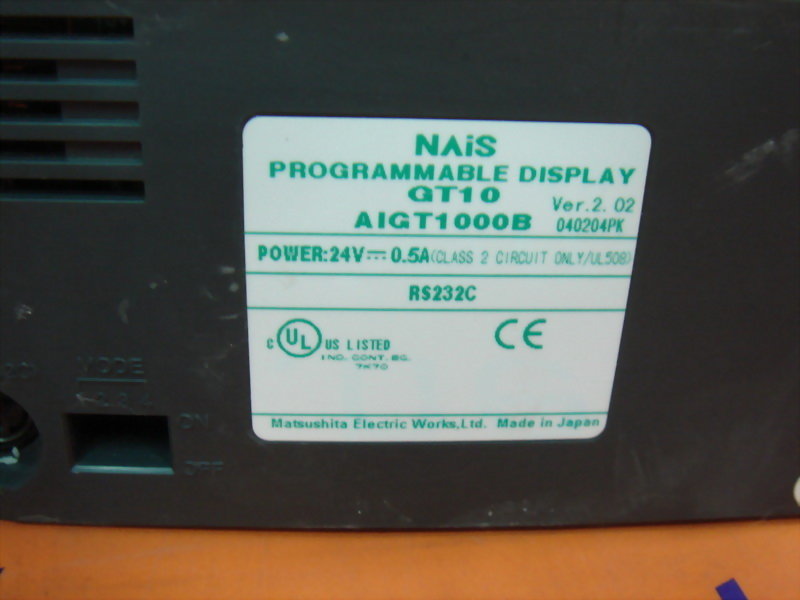 NAiS
PROGRAMMABLE DISPLAY
GT10
Ver.2.02
AIGT1000B 040204PK
POWER:24V⎓0.5A(CLASS 2 CIRCUIT ONLY/UL508)
RS232C
C UL US LISTED
IND. CONT. EQ.
7K70
CE
Matsushita Electric Works,Ltd. Made in Japan
MODE
ON
OFF